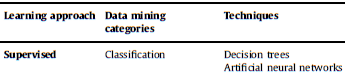 Learning approach Data mining categories Techniques
Supervised Classification Decision trees
Artificial neural networks